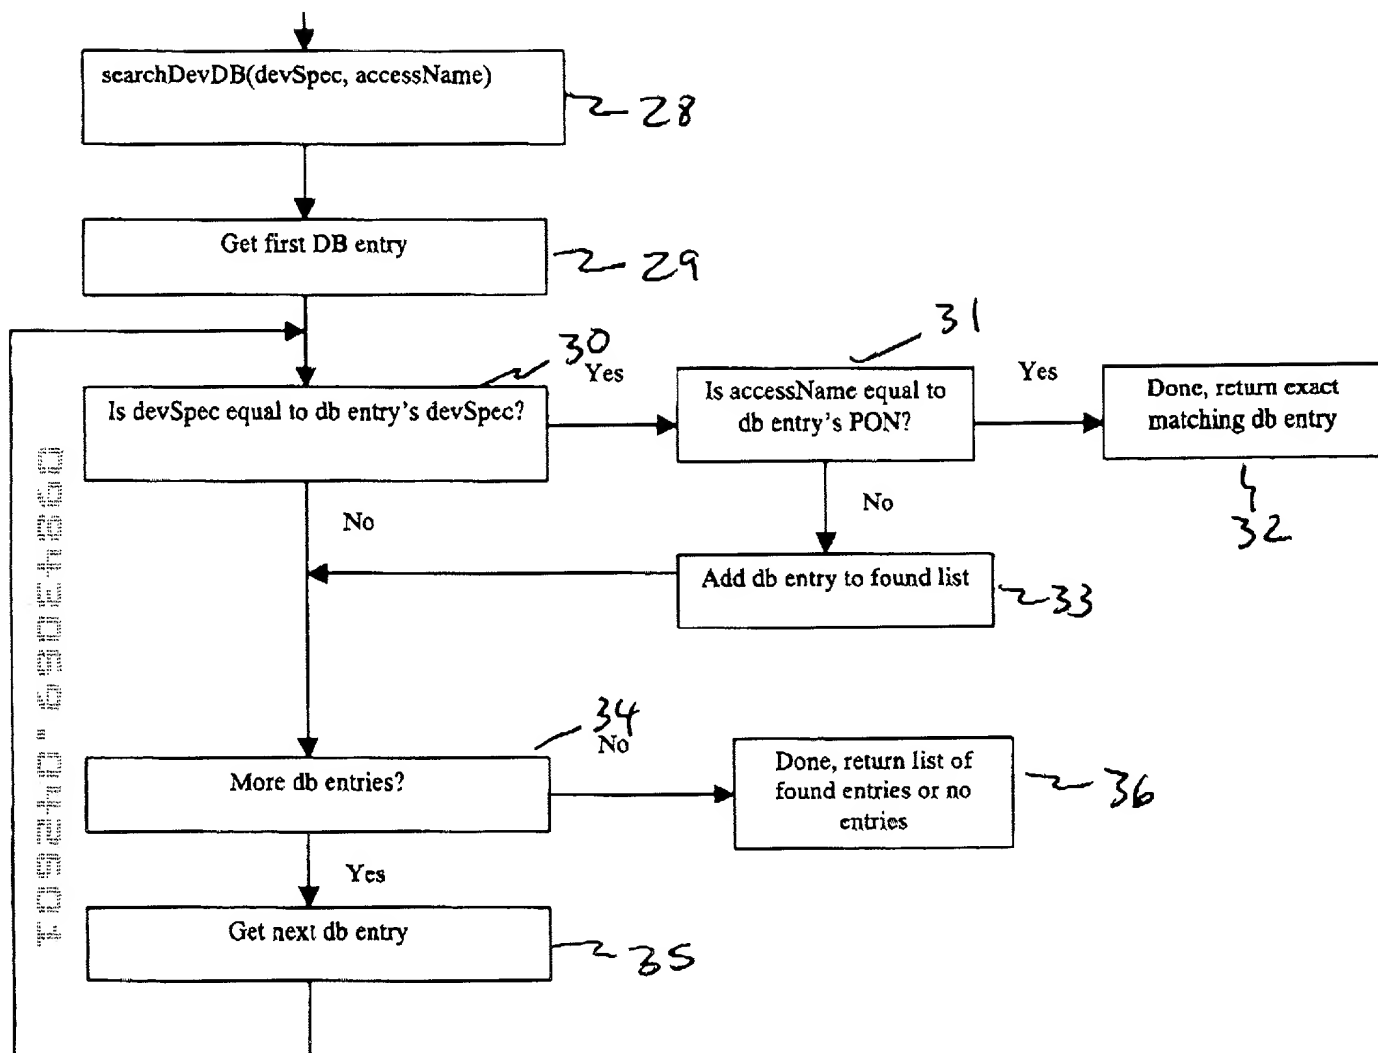 searchDevDB(devSpec, accessName)
28
Get first DB entry
29
30
Yes
31
Is devSpec equal to db entry's devSpec?
Is accessName equal to
db entry's PON?
Yes
Done, return exact
matching db entry
32
No
No
Add db entry to found list
33
34
No
More db entries?
Done, return list of
found entries or no
entries
36
Yes
Get next db entry
35